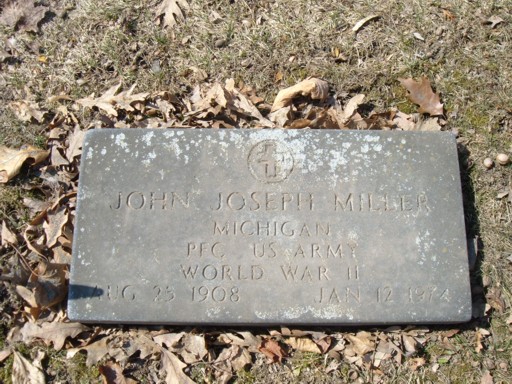 JOHN JOSEPH MILLER
MICHIGAN
PFC US ARMY
WORLD WAR II
AUG 25 1908 JAN 12 1974